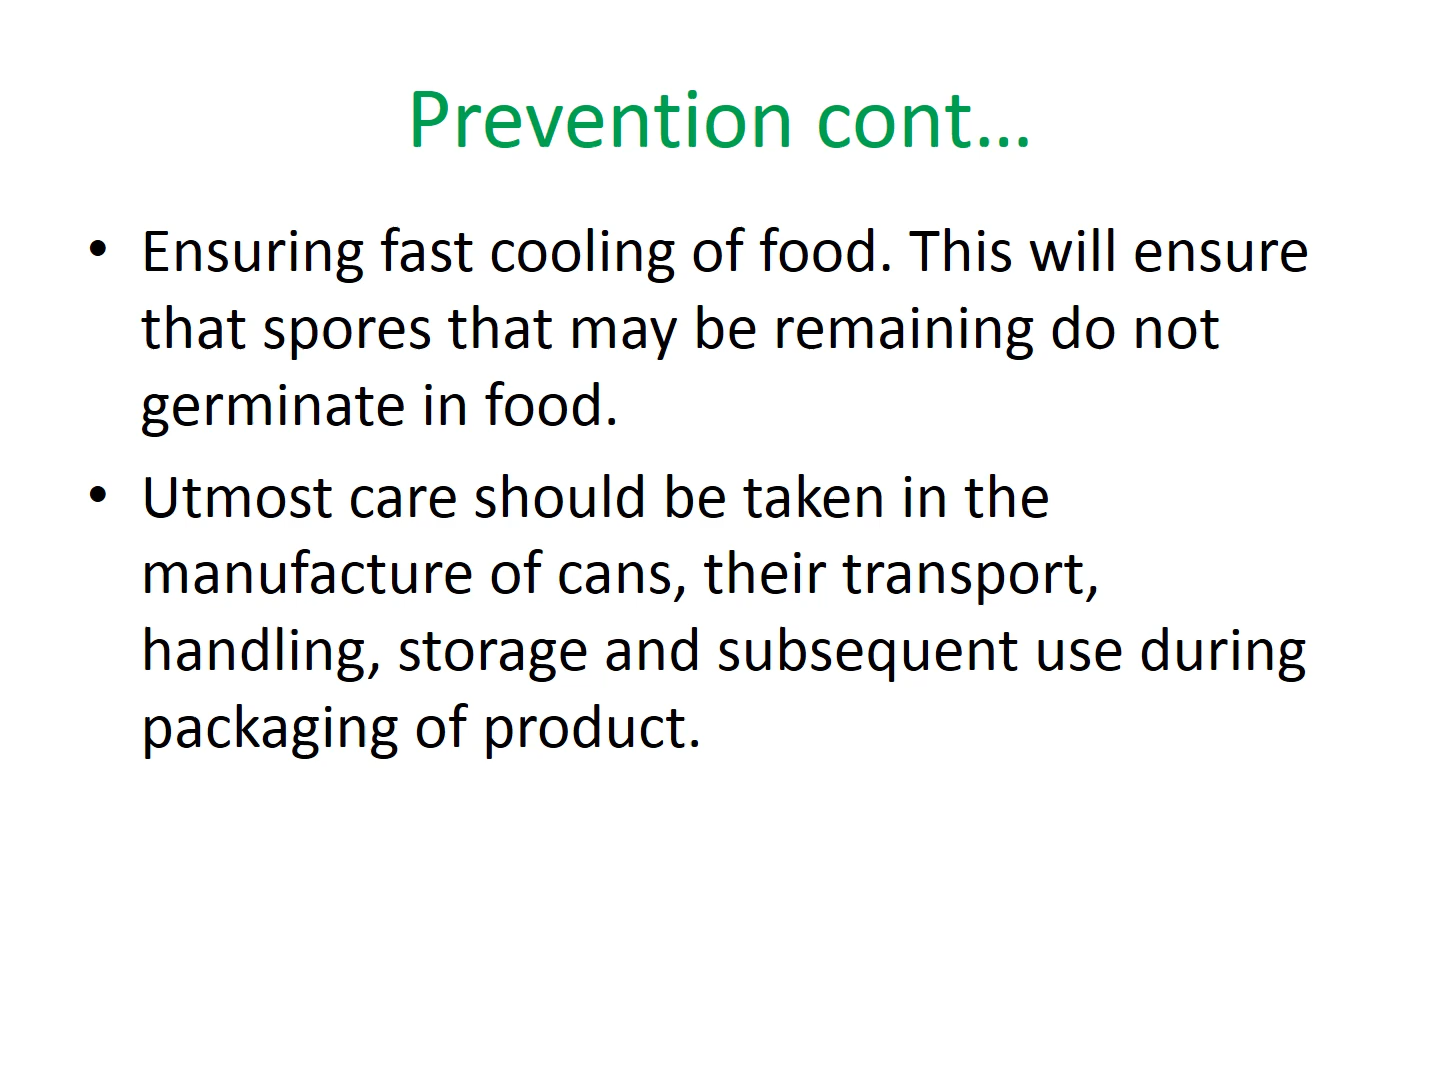 Prevention cont…
• Ensuring fast cooling of food. This will ensure
that spores that may be remaining do not
germinate in food.
• Utmost care should be taken in the
manufacture of cans, their transport,
handling, storage and subsequent use during
packaging of product.